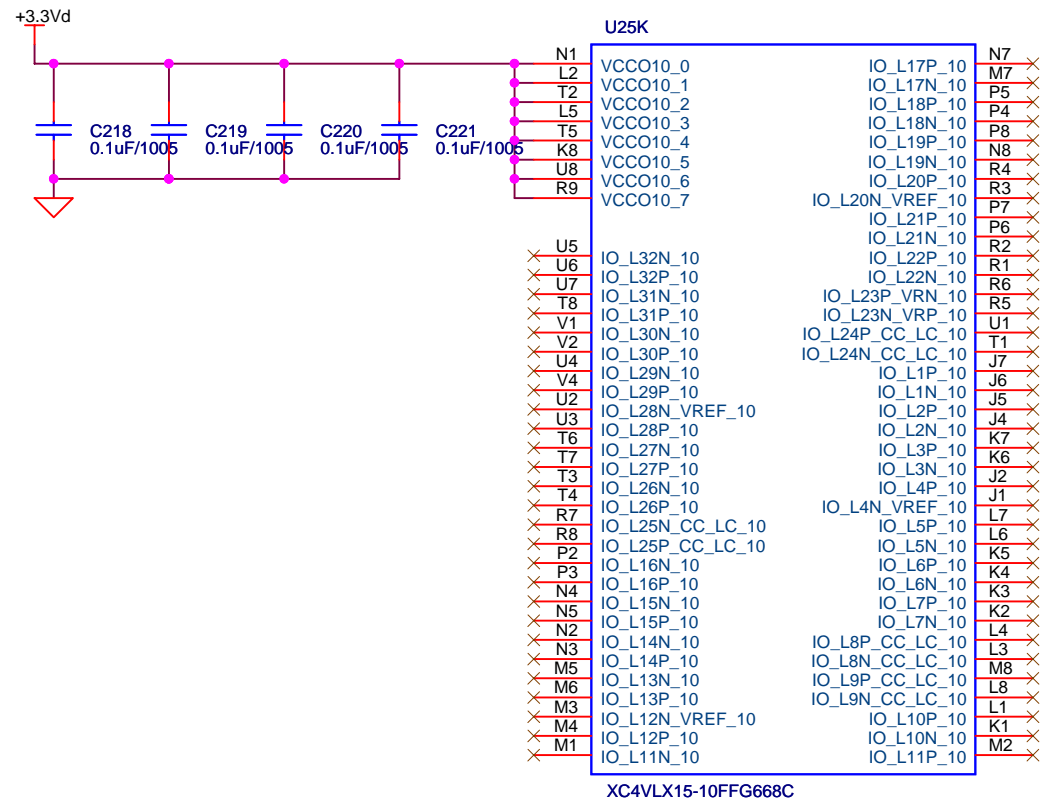 +3.3Vd
U25K
C218
0.1uF/1005
C219
0.1uF/1005
C220
0.1uF/1005
C221
0.1uF/1005
N1 VCCO10_0
L2 VCCO10_1
T2 VCCO10_2
L5 VCCO10_3
T5 VCCO10_4
K8 VCCO10_5
U8 VCCO10_6
R9 VCCO10_7
U5 IO_L32N_10
U6 IO_L32P_10
U7 IO_L31N_10
T8 IO_L31P_10
V1 IO_L30N_10
V2 IO_L30P_10
U4 IO_L29N_10
V4 IO_L29P_10
U2 IO_L28N_VREF_10
U3 IO_L28P_10
T6 IO_L27N_10
T7 IO_L27P_10
T3 IO_L26N_10
T4 IO_L26P_10
R7 IO_L25N_CC_LC_10
R8 IO_L25P_CC_LC_10
P2 IO_L16N_10
P3 IO_L16P_10
N4 IO_L15N_10
N5 IO_L15P_10
N2 IO_L14N_10
N3 IO_L14P_10
M5 IO_L13N_10
M6 IO_L13P_10
M3 IO_L12N_VREF_10
M4 IO_L12P_10
M1 IO_L11N_10
IO_L17P_10 N7
IO_L17N_10 M7
IO_L18P_10 P5
IO_L18N_10 P4
IO_L19P_10 P8
IO_L19N_10 N8
IO_L20P_10 R4
IO_L20N_VREF_10 R3
IO_L21P_10 P7
IO_L21N_10 P6
IO_L22P_10 R2
IO_L22N_10 R1
IO_L23P_VRN_10 R6
IO_L23N_VRP_10 R5
IO_L24P_CC_LC_10 U1
IO_L24N_CC_LC_10 T1
IO_L1P_10 J7
IO_L1N_10 J6
IO_L2P_10 J5
IO_L2N_10 J4
IO_L3P_10 K7
IO_L3N_10 K6
IO_L4P_10 J2
IO_L4N_VREF_10 J1
IO_L5P_10 L7
IO_L5N_10 L6
IO_L6P_10 K5
IO_L6N_10 K4
IO_L7P_10 K3
IO_L7N_10 K2
IO_L8P_CC_LC_10 L4
IO_L8N_CC_LC_10 L3
IO_L9P_CC_LC_10 M8
IO_L9N_CC_LC_10 L8
IO_L10P_10 L1
IO_L10N_10 K1
IO_L11P_10 M2
XC4VLX15-10FFG668C